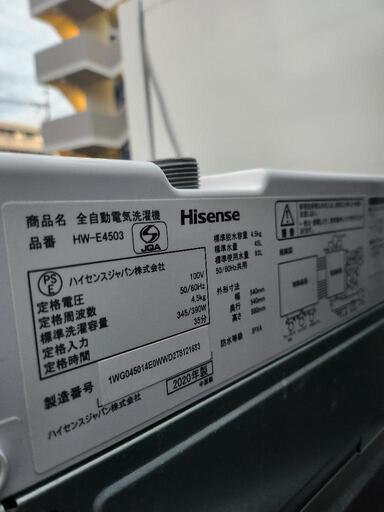 商品名 全自動電気洗濯機
品番 HW-E4503
JQA
Hisense
PS
E
ハイセンスジャパン株式会社
定格電圧 100V
定格周波数 50/60Hz
標準洗濯容量 4.5kg
定格入力 345/390W
定格時間 35分
製造番号
ハイセンスジャパン株式会社
2020年製
中国製
標準脱水容量 4.5kg
標準水量 45L
標準使用水量 93L
50/60Hz共用
外形寸法
幅 540mm
奥行 540mm
高さ 880mm
防水等級 IPX4
警告